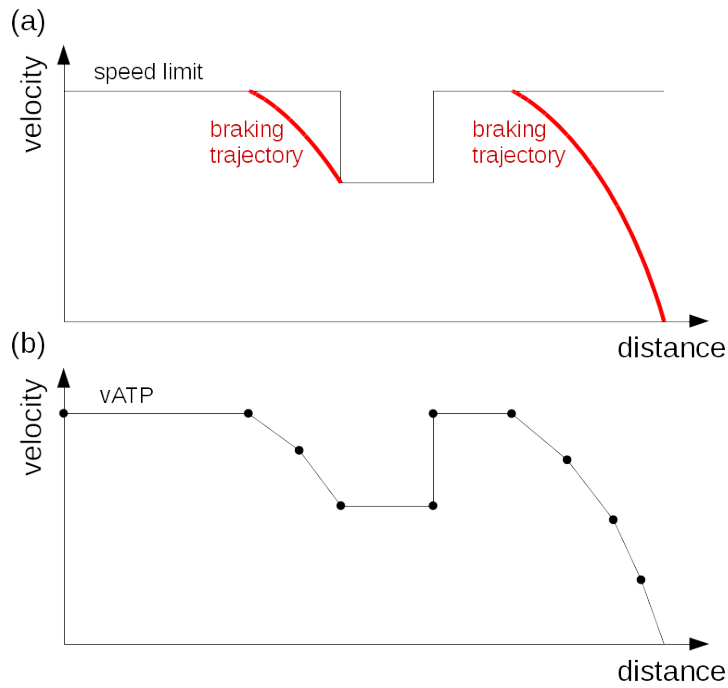 (a)
velocity
speed limit
braking
trajectory
braking
trajectory
distance
(b)
velocity
vATP
distance